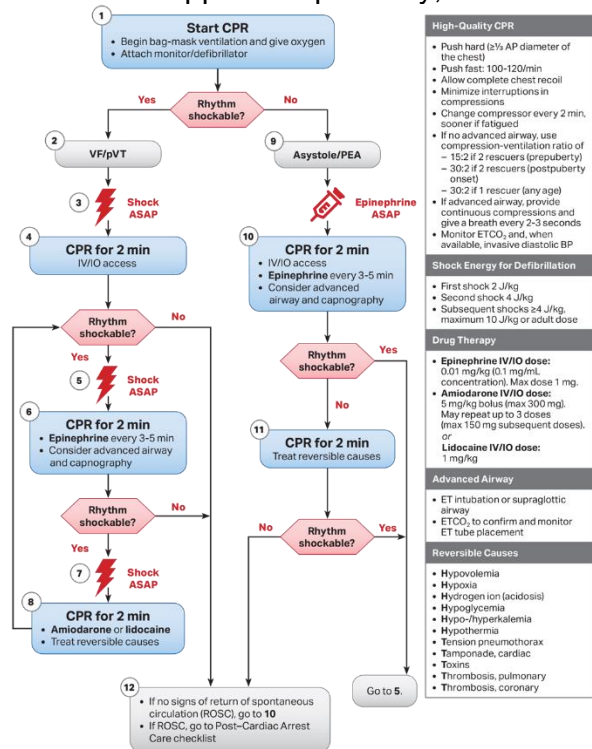 1
Start CPR
• Begin bag-mask ventilation and give oxygen
• Attach monitor/defibrillator
Yes
Rhythm
shockable?
No
2
VF/pVT
9
Asystole/PEA
3
Shock
ASAP
Epinephrine
ASAP
4
CPR for 2 min
IV/IO access
10
CPR for 2 min
• IV/IO access
• Epinephrine every 3-5 min
• Consider advanced
airway and capnography
Rhythm
shockable?
No
Yes
5
Shock
ASAP
Rhythm
shockable?
Yes
No
6
CPR for 2 min
• Epinephrine every 3-5 min
• Consider advanced airway
and capnography
11
CPR for 2 min
Treat reversible causes
Rhythm
shockable?
No
Yes
7
Shock
ASAP
No
Rhythm
shockable?
Yes
8
CPR for 2 min
• Amiodarone or lidocaine
• Treat reversible causes
12
• If no signs of return of spontaneous
circulation (ROSC), go to 10
• If ROSC, go to Post–Cardiac Arrest
Care checklist
Go to 5.
High-Quality CPR
• Push hard (≥⅓ AP diameter of
the chest)
• Push fast: 100-120/min
• Allow complete chest recoil
• Minimize interruptions in
compressions
• Change compressor every 2 min,
sooner if fatigued
• If no advanced airway, use
compression-ventilation ratio of
– 15:2 if 2 rescuers (prepuberty)
– 30:2 if 2 rescuers (postpuberty
onset)
– 30:2 if 1 rescuer (any age)
• If advanced airway, provide
continuous compressions and
give a breath every 2-3 seconds
• Monitor ETCO₂ and, when
available, invasive diastolic BP
Shock Energy for Defibrillation
• First shock 2 J/kg
• Second shock 4 J/kg
• Subsequent shocks ≥4 J/kg,
maximum 10 J/kg or adult dose
Drug Therapy
• Epinephrine IV/IO dose:
0.01 mg/kg (0.1 mg/mL
concentration). Max dose 1 mg.
• Amiodarone IV/IO dose:
5 mg/kg bolus (max 300 mg).
May repeat up to 3 doses
(max 150 mg subsequent doses).
or
Lidocaine IV/IO dose:
1 mg/kg
Advanced Airway
• ET intubation or supraglottic
airway
• ETCO₂ to confirm and monitor
ET tube placement
Reversible Causes
• Hypovolemia
• Hypoxia
• Hydrogen ion (acidosis)
• Hypoglycemia
• Hypo-/hyperkalemia
• Hypothermia
• Tension pneumothorax
• Tamponade, cardiac
• Toxins
• Thrombosis, pulmonary
• Thrombosis, coronary